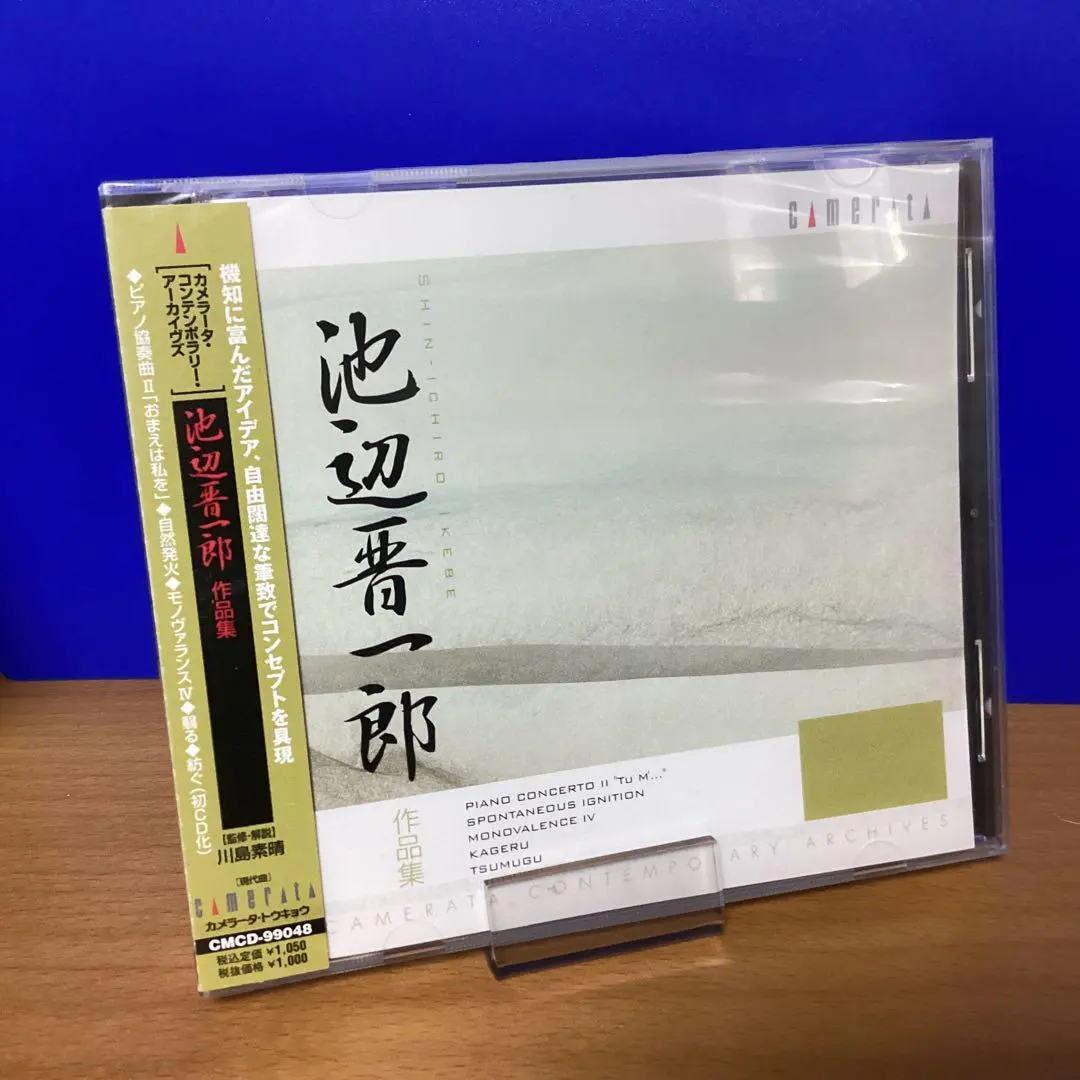 機知に富んだアイデア、自由闊達な筆致でコンセプトを具現
[カメラータ・
コンテンポラリー・
アーカイヴズ]
池辺晋一郎 作品集
◆ピアノ協奏曲Ⅱ「おまえは私を」◆自然発火◆モノヴァランスⅣ◆翳る◆紡ぐ(初CD化)
【監修・解説】
川島素晴
[現代曲]
camerata
カメラータ・トウキョウ
CMCD-99048
税込定価 ¥1,050
税抜価格 ¥1,000
camerata
SHIN-ICHIRO IKEBE
池辺晋一郎
作品集
PIANO CONCERTO II "TU M'..."
SPONTANEOUS IGNITION
MONOVALENCE IV
KAGERU
TSUMUGU
CAMERATA CONTEMPORARY ARCHIVES